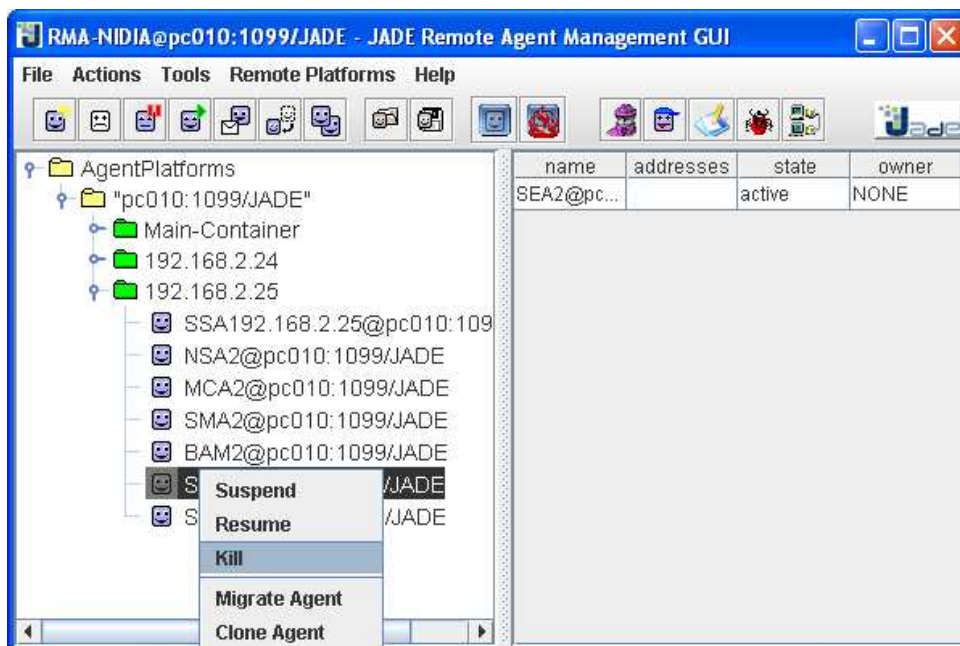 RMA-NIDIA@pc010:1099/JADE - JADE Remote Agent Management GUI
File Actions Tools Remote Platforms Help
Jade
AgentPlatforms
"pc010:1099/JADE"
Main-Container
192.168.2.24
192.168.2.25
SSA192.168.2.25@pc010:109
NSA2@pc010:1099/JADE
MCA2@pc010:1099/JADE
SMA2@pc010:1099/JADE
BAM2@pc010:1099/JADE
S /JADE
S /JADE
Suspend
Resume
Kill
Migrate Agent
Clone Agent
name addresses state owner
SEA2@pc... active NONE